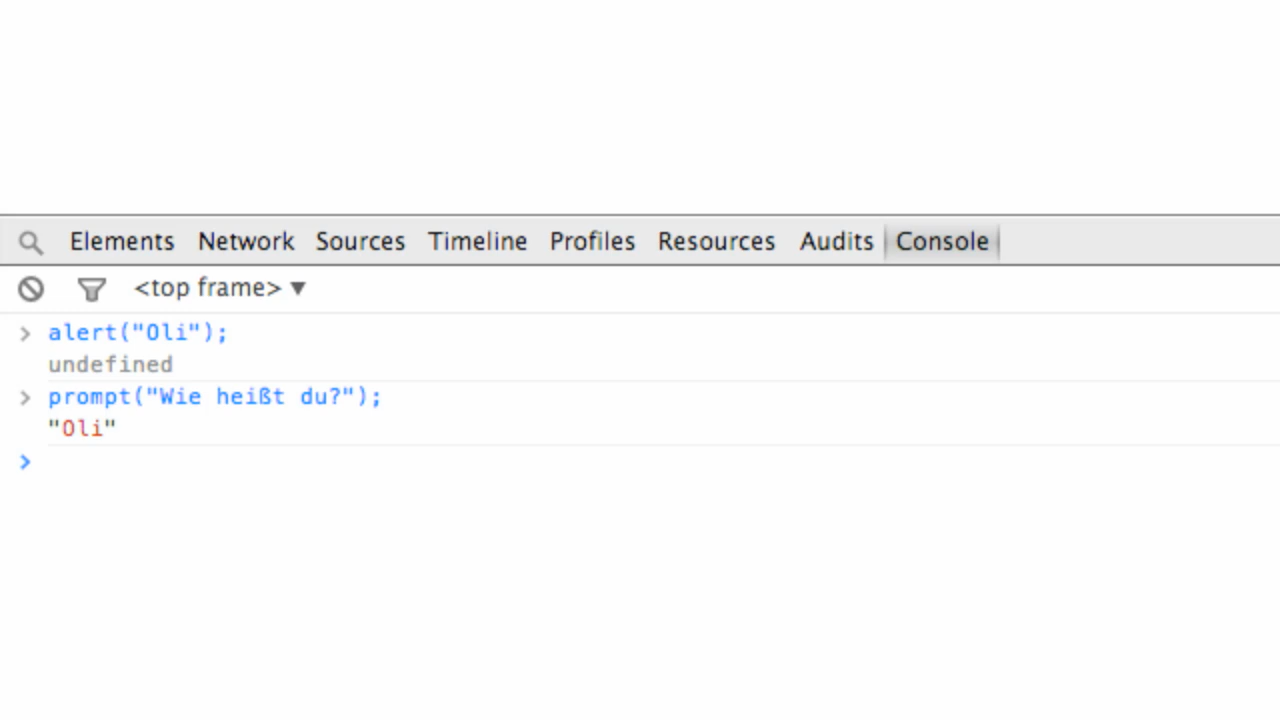 Elements Network Sources Timeline Profiles Resources Audits Console
<top frame> ▼
> alert("Oli");
undefined
> prompt("Wie heißt du?");
"Oli"
>